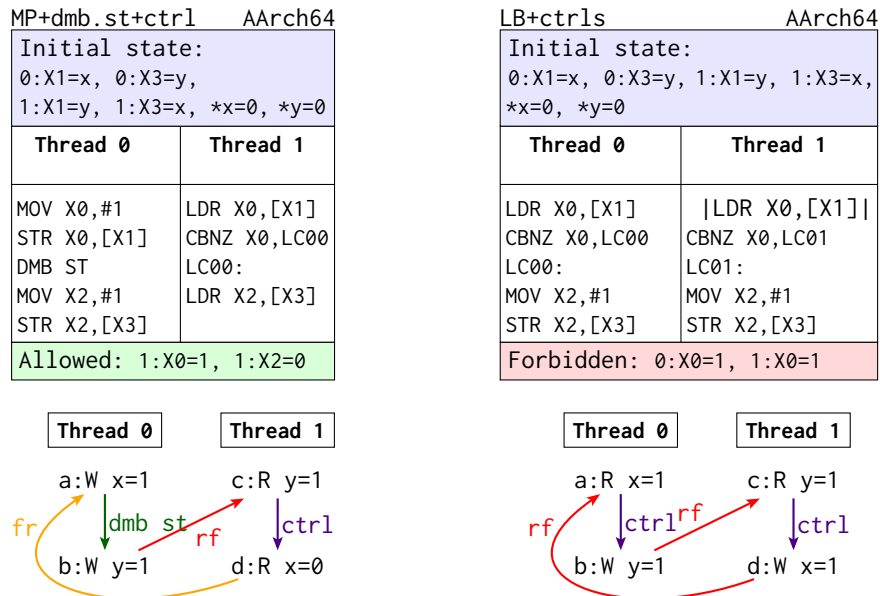 MP+dmb.st+ctrl AArch64
Initial state:
0:X1=x, 0:X3=y,
1:X1=y, 1:X3=x, *x=0, *y=0
Thread 0 Thread 1
MOV X0,#1 LDR X0,[X1]
STR X0,[X1] CBNZ X0,LC00
DMB ST LC00:
MOV X2,#1 LDR X2,[X3]
STR X2,[X3]
Allowed: 1:X0=1, 1:X2=0
Thread 0 Thread 1
a:W x=1 c:R y=1
fr dmb st rf ctrl
b:W y=1 d:R x=0
LB+ctrls AArch64
Initial state:
0:X1=x, 0:X3=y, 1:X1=y, 1:X3=x,
*x=0, *y=0
Thread 0 Thread 1
LDR X0,[X1] |LDR X0,[X1]|
CBNZ X0,LC00 CBNZ X0,LC01
LC00: LC01:
MOV X2,#1 MOV X2,#1
STR X2,[X3] STR X2,[X3]
Forbidden: 0:X0=1, 1:X0=1
Thread 0 Thread 1
a:R x=1 c:R y=1
rf ctrl rf ctrl
b:W y=1 d:W x=1